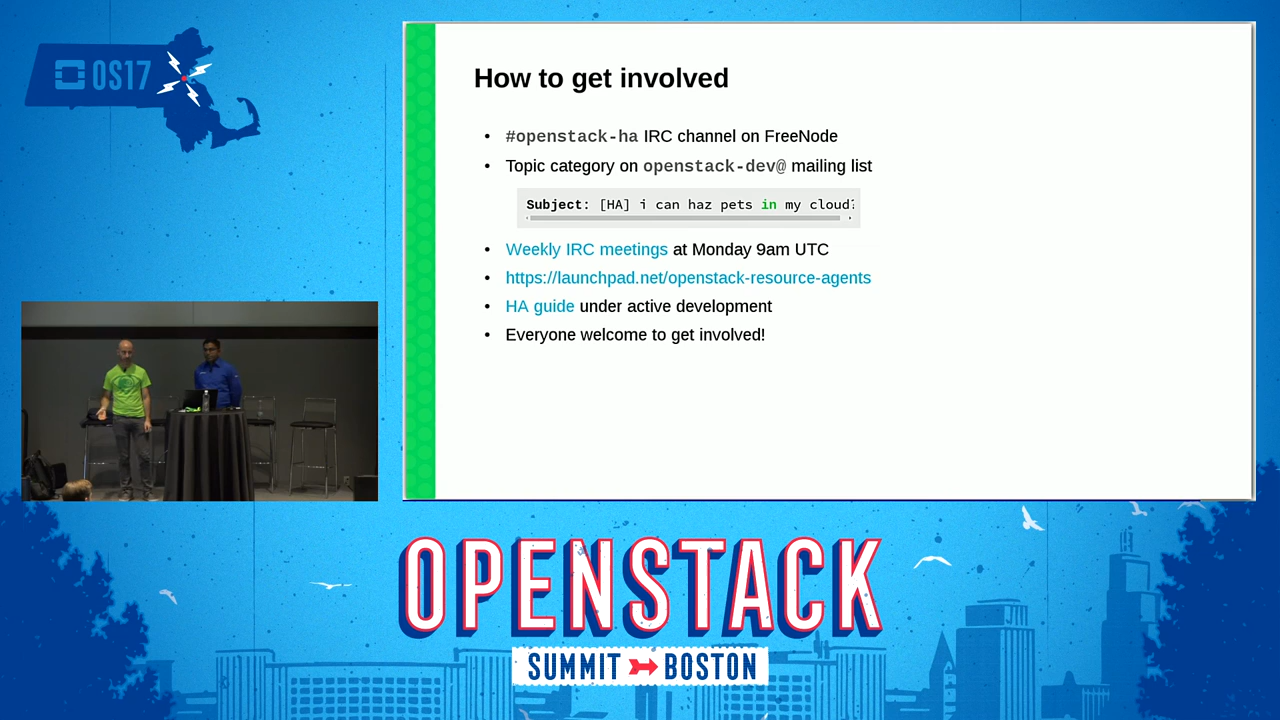 OS17
How to get involved
• #openstack-ha IRC channel on FreeNode
• Topic category on openstack-dev@ mailing list
Subject: [HA] i can haz pets in my cloud?
• Weekly IRC meetings at Monday 9am UTC
• https://launchpad.net/openstack-resource-agents
• HA guide under active development
• Everyone welcome to get involved!
OPENSTACK
SUMMIT BOSTON